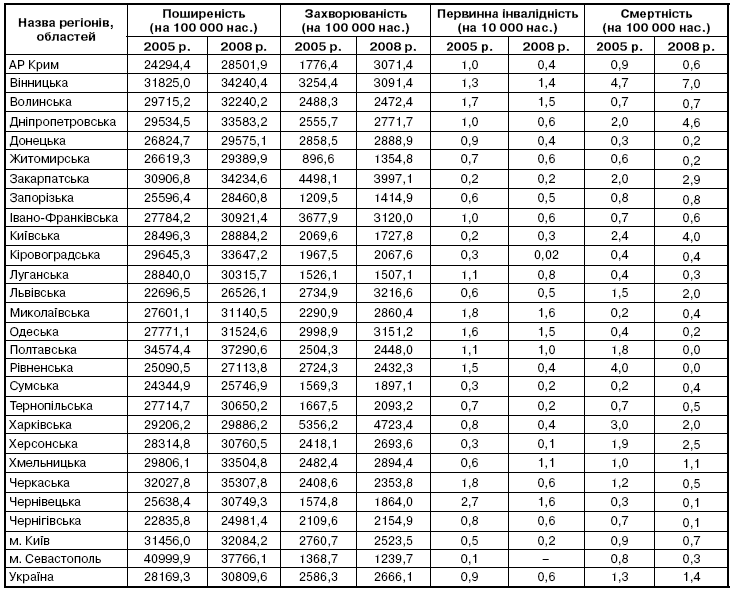 Назва регіонів, областей Поширеність (на 100 000 нас.) Захворюваність (на 100 000 нас.) Первинна інвалідність (на 10 000 нас.) Смертність (на 100 000 нас.)
2005 р. 2008 р. 2005 р. 2008 р. 2005 р. 2008 р. 2005 р. 2008 р.
АР Крим 24294,4 28501,9 1776,4 3071,4 1,0 0,4 0,9 0,6
Вінницька 31825,0 34240,4 3254,4 3091,4 1,3 1,4 4,7 7,0
Волинська 29715,2 32240,2 2488,3 2472,4 1,7 1,5 0,7 0,7
Дніпропетровська 29534,5 33583,2 2555,7 2771,7 1,0 0,6 2,0 4,6
Донецька 26824,7 29575,1 2858,5 2888,9 0,9 0,4 0,3 0,2
Житомирська 26619,3 29389,9 896,6 1354,8 0,7 0,6 0,6 0,2
Закарпатська 30906,8 34234,6 4498,1 3997,1 0,2 0,2 2,0 2,9
Запорізька 25596,4 28460,8 1209,5 1414,9 0,6 0,5 0,8 0,8
Івано-Франківська 27784,2 30921,4 3677,9 3120,0 1,0 0,6 0,7 0,6
Київська 28496,3 28884,2 2069,6 1727,8 0,2 0,3 2,4 4,0
Кіровоградська 29645,3 33647,2 1967,5 2067,6 0,3 0,02 0,4 0,4
Луганська 28840,0 30315,7 1526,1 1507,1 1,1 0,8 0,4 0,3
Львівська 22696,5 26526,1 2734,9 3216,6 0,6 0,5 1,5 2,0
Миколаївська 27601,1 31140,5 2290,9 2860,4 1,8 1,6 0,2 0,4
Одеська 27771,1 31524,6 2998,9 3151,2 1,6 1,5 0,4 0,2
Полтавська 34574,4 37290,6 2504,3 2448,0 1,1 1,0 1,8 0,0
Рівненська 25090,5 27113,8 2724,3 2432,3 1,5 0,4 4,0 0,0
Сумська 24344,9 25746,9 1569,3 1897,1 0,3 0,2 0,2 0,4
Тернопільська 27714,7 30650,2 1667,5 2093,2 0,7 0,2 0,7 0,5
Харківська 29206,2 29886,2 5356,2 4723,4 0,8 0,4 3,0 2,0
Херсонська 28314,8 30760,5 2418,1 2693,6 0,3 0,1 1,9 2,5
Хмельницька 29806,1 33504,8 2482,4 2894,4 0,6 1,1 1,0 1,1
Черкаська 32027,8 35307,8 2408,6 2353,8 1,8 0,6 1,2 0,5
Чернівецька 25638,4 30749,3 1574,8 1864,0 2,7 1,6 0,3 0,1
Чернігівська 22835,8 24981,4 2109,6 2154,9 0,8 0,6 0,7 0,1
м. Київ 31456,0 32084,2 2760,7 2523,5 0,5 0,2 0,9 0,7
м. Севастополь 40999,9 37766,1 1368,7 1239,7 0,1 – 0,8 0,3
Україна 28169,3 30809,6 2586,3 2666,1 0,9 0,6 1,3 1,4